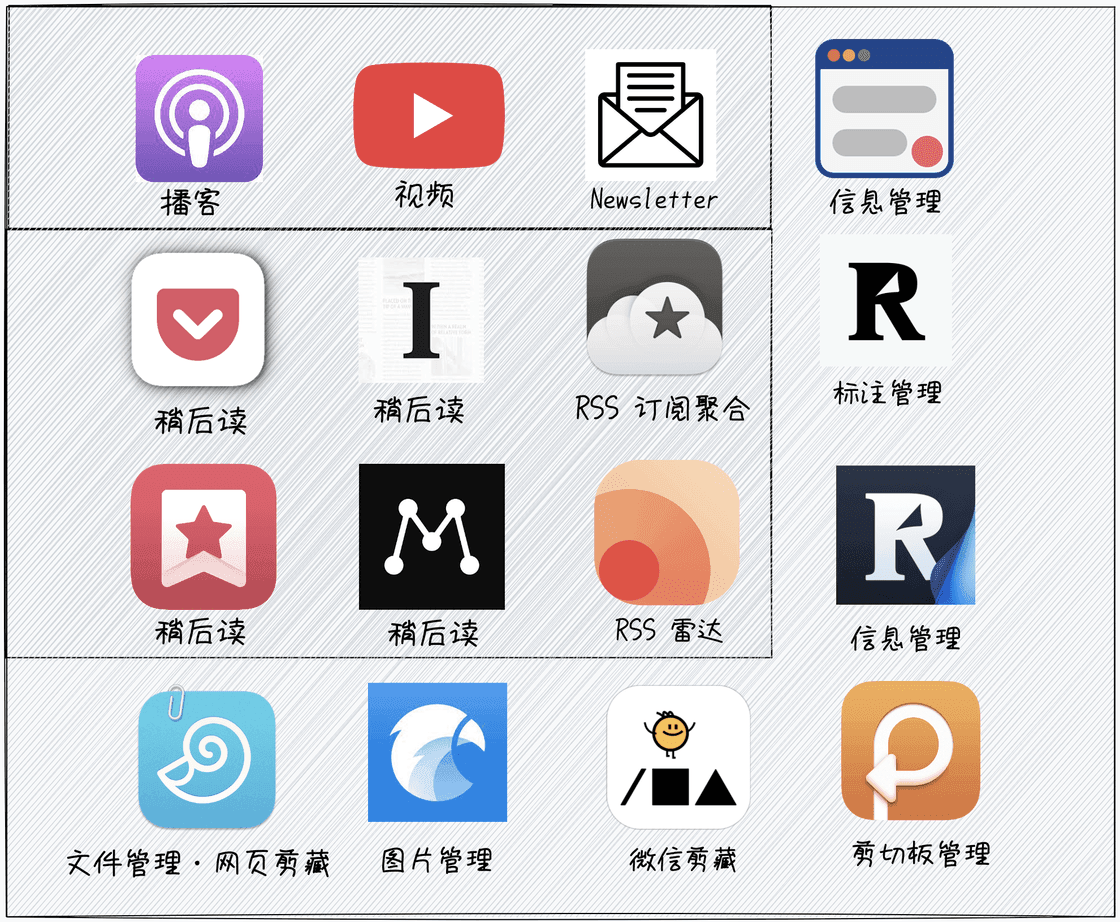 播客
视频
Newsletter
信息管理
稍后读
I
稍后读
RSS 订阅聚合
R
标注管理
稍后读
稍后读
RSS 雷达
R
信息管理
文件管理·网页剪藏
图片管理
微信剪藏
剪切板管理